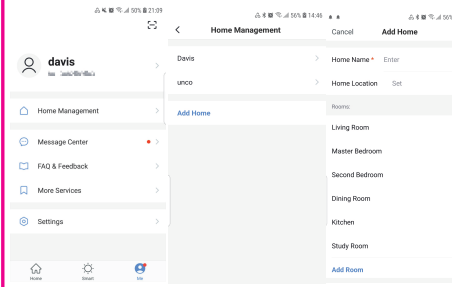 50% 21:09
davis
Home Management
Message Center
FAQ & Feedback
More Services
Settings
Home Smart Me
56% 14:46
Home Management
Davis
unco
Add Home
56%
Cancel Add Home
Home Name * Enter
Home Location Set
Rooms:
Living Room
Master Bedroom
Second Bedroom
Dining Room
Kitchen
Study Room
Add Room